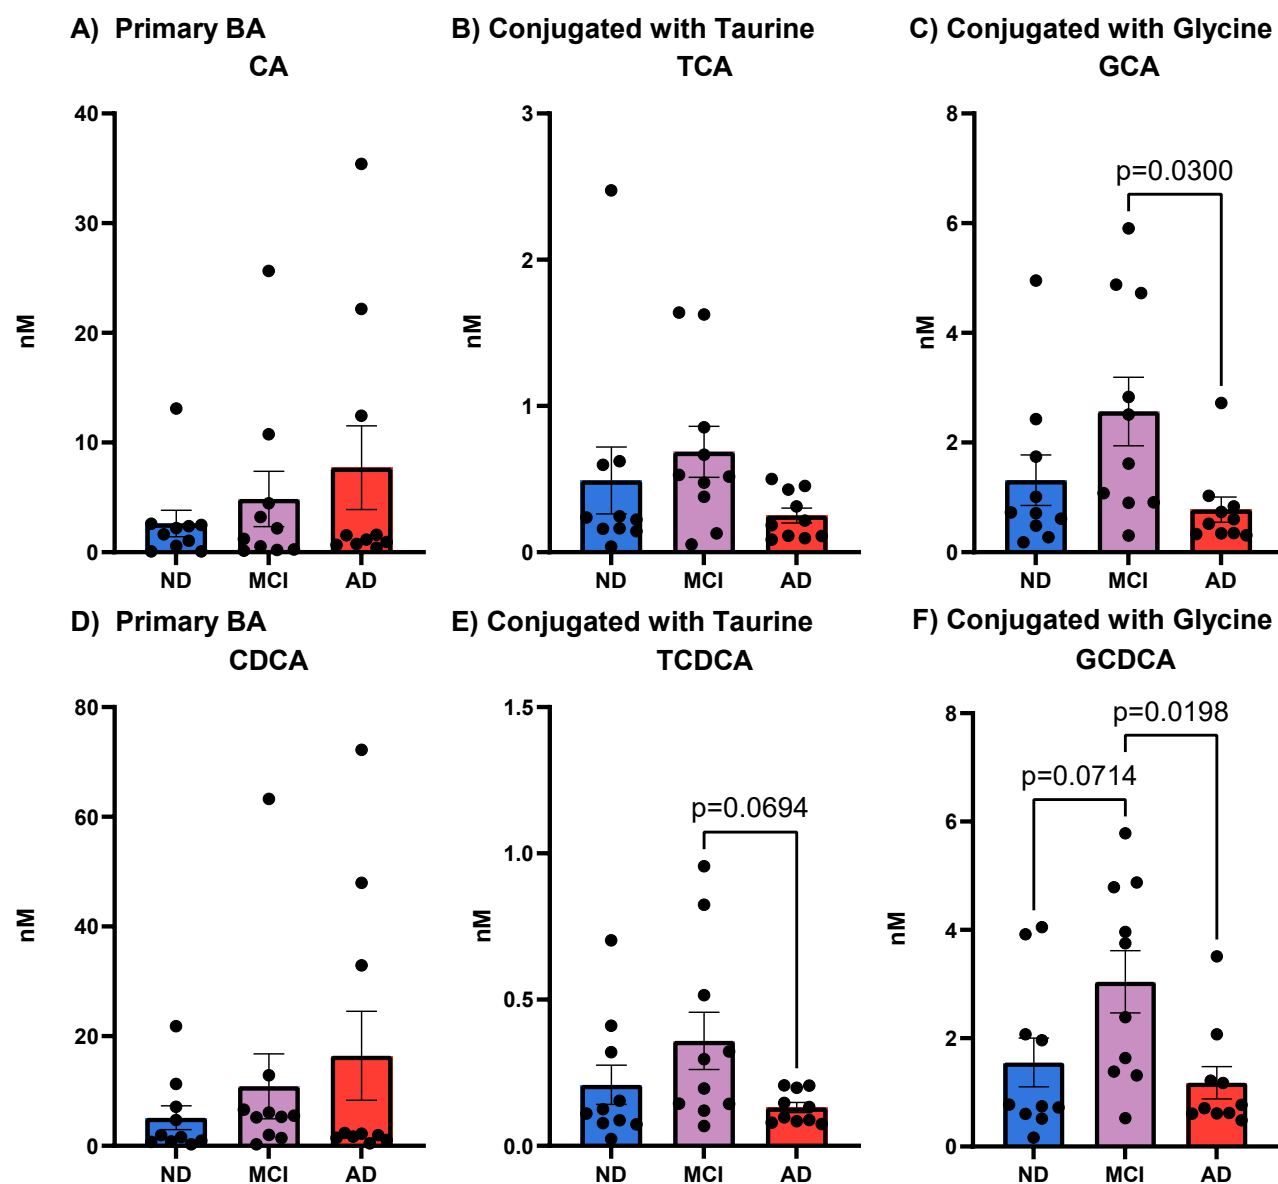 A) Primary BA
CA
40
30
20
10
0
nM
ND MCI AD
B) Conjugated with Taurine
TCA
3
2
1
0
nM
ND MCI AD
C) Conjugated with Glycine
GCA
8
6
4
2
0
nM
p=0.0300
ND MCI AD
D) Primary BA
CDCA
80
60
40
20
0
nM
ND MCI AD
E) Conjugated with Taurine
TCDCA
1.5
1.0
0.5
0.0
nM
p=0.0694
ND MCI AD
F) Conjugated with Glycine
GCDCA
8
6
4
2
0
nM
p=0.0198
p=0.0714
ND MCI AD